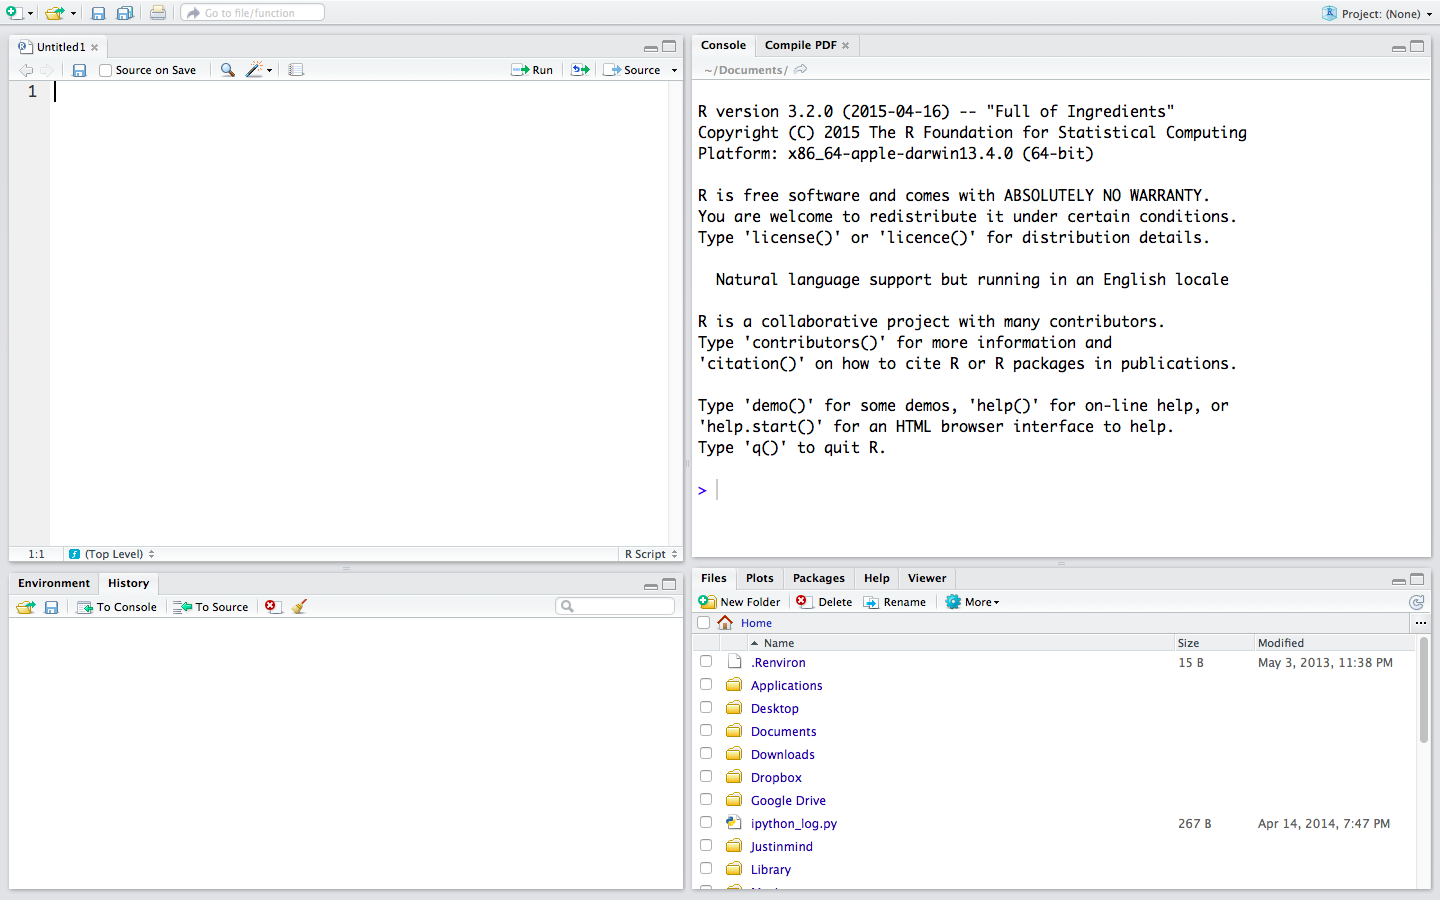 Go to file/function
Project: (None)
Untitled1
Source on Save
Run
Source
1
1:1
(Top Level)
R Script
Console
Compile PDF
~/Documents/
R version 3.2.0 (2015-04-16) -- "Full of Ingredients"
Copyright (C) 2015 The R Foundation for Statistical Computing
Platform: x86_64-apple-darwin13.4.0 (64-bit)
R is free software and comes with ABSOLUTELY NO WARRANTY.
You are welcome to redistribute it under certain conditions.
Type 'license()' or 'licence()' for distribution details.
Natural language support but running in an English locale
R is a collaborative project with many contributors.
Type 'contributors()' for more information and
'citation()' on how to cite R or R packages in publications.
Type 'demo()' for some demos, 'help()' for on-line help, or
'help.start()' for an HTML browser interface to help.
Type 'q()' to quit R.
>
Environment
History
To Console
To Source
Files
Plots
Packages
Help
Viewer
New Folder
Delete
Rename
More
Home
...
Name
Size
Modified
.Renviron 15 B May 3, 2013, 11:38 PM
Applications
Desktop
Documents
Downloads
Dropbox
Google Drive
ipython_log.py 267 B Apr 14, 2014, 7:47 PM
Justinmind
Library